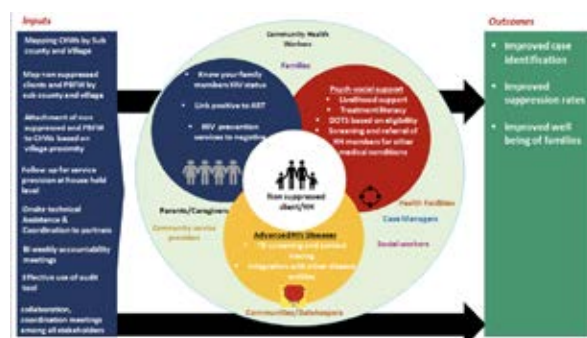 Inputs
Mapping CHWs by Sub
county and Village
Map non suppressed
clients and PBFW by
sub county and village
Attachment of non
suppressed and PBFW
to CHWs based on
village proximity
Follow up for service
provision at house hold
level
Onsite technical
Assistance &
Coordination to partners
Bi weekly accountability
meetings
Effective use of audit
tool
collaboration,
coordination meetings
among all stakeholders
Community Health
Workers
Families
• Know your family
members HIV status
• Link positive to ART
• HIV prevention
services to negative
Psych-social support
• Livelihood support
• Treatment literacy
• DOTS based on eligibility
• Screening and referral of
HH members for other
medical conditions
Non suppressed
client/HH
Parents/Caregivers
Community service
providers
Advanced HIV Diseases
• TB screening and contact
tracing
• Integration with other disease
entities
Health Facilities
Case Managers
Social workers
Communities/Gatekeepers
Outcomes
• Improved case
identification
• Improved
suppression rates
• Improved well
being of families